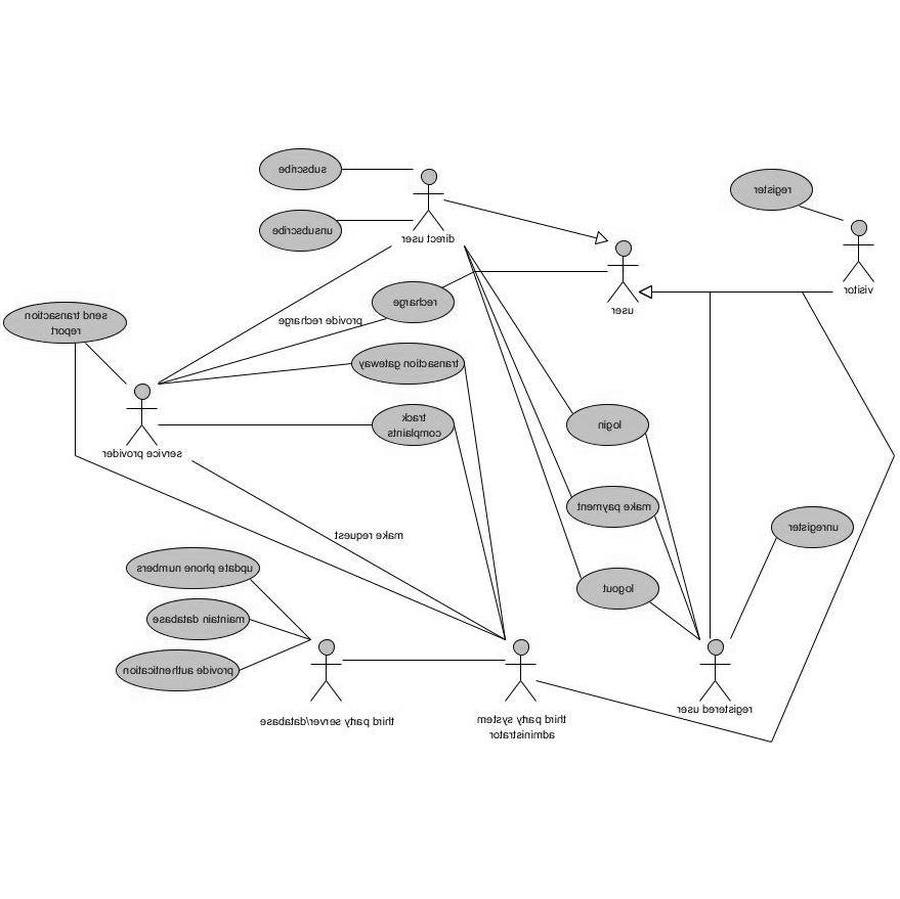 subscribe
register
unsubscribe
direct user
visitor
recharge
user
send transaction
report
provide recharge
transaction gateway
track
complaints
login
service provider
make payment
unregister
make request
update phone numbers
logout
maintain database
provide authentication
registered user
third party server/database
third party system
administrator